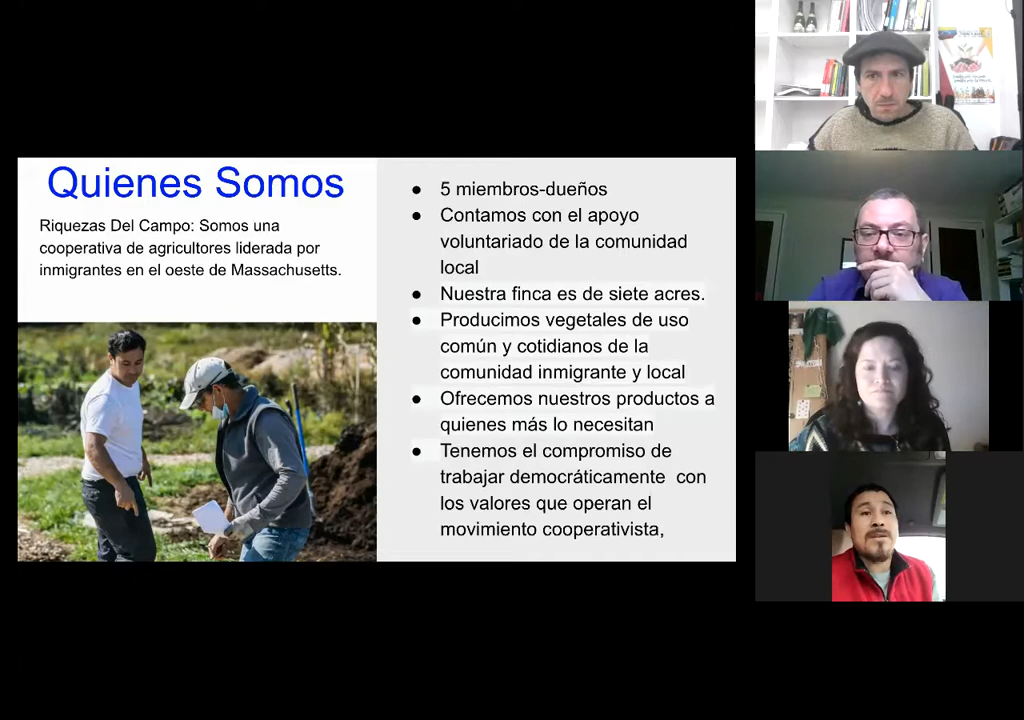 Quienes Somos
Riquezas Del Campo: Somos una
cooperativa de agricultores liderada por
inmigrantes en el oeste de Massachusetts.
● 5 miembros-dueños
● Contamos con el apoyo
voluntariado de la comunidad
local
● Nuestra finca es de siete acres.
● Producimos vegetales de uso
común y cotidianos de la
comunidad inmigrante y local
● Ofrecemos nuestros productos a
quienes más lo necesitan
● Tenemos el compromiso de
trabajar democráticamente  con
los valores que operan el
movimiento cooperativista,